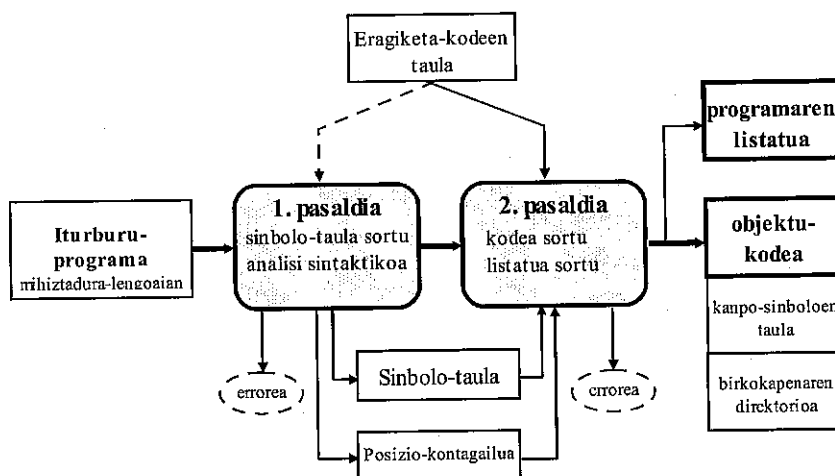 Eragiketa-kodeen
taula
programaren
listatua
1. pasaldia
sinbolo-taula sortu
analisi sintaktikoa
2. pasaldia
kodea sortu
listatua sortu
Iturburu-
programa
mihiztadura-lengoaian
objektu-
kodea
kanpo-sinboloen
taula
birkokapenaren
direktorioa
errorea
Sinbolo-taula
errorea
Posizio-kontagailua